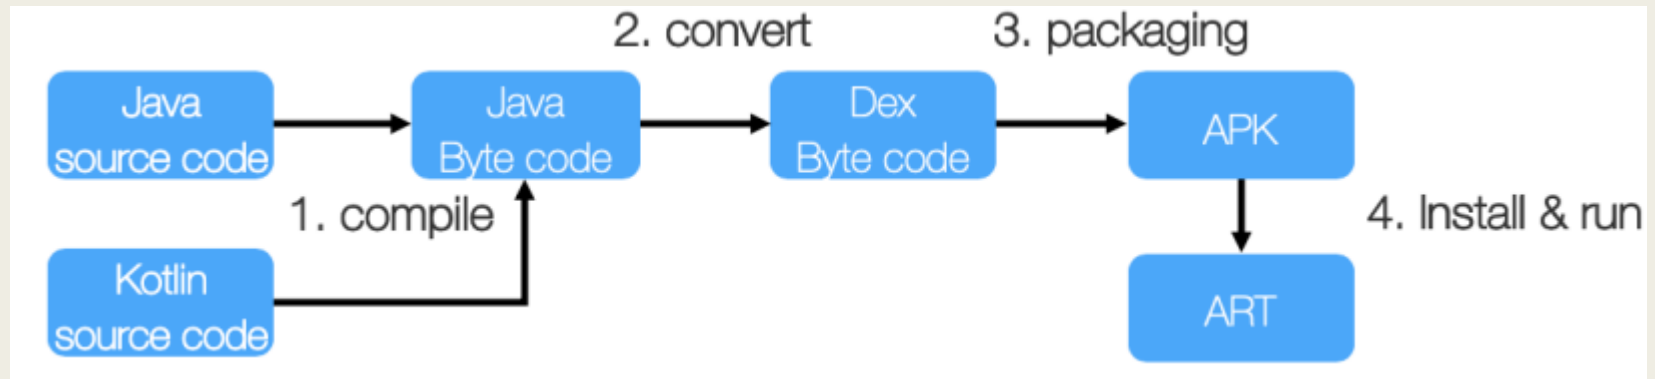 2. convert
3. packaging
Java
source code
Java
Byte code
Dex
Byte code
APK
1. compile
4. Install & run
Kotlin
source code
ART